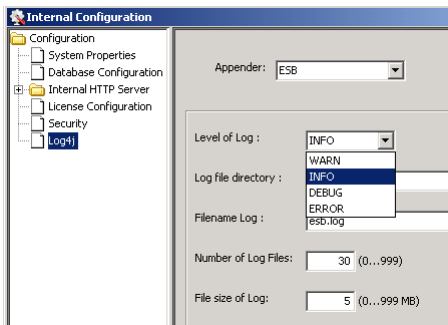 Internal Configuration
Configuration
System Properties
Database Configuration
Internal HTTP Server
License Configuration
Security
Log4j
Appender: ESB
Level of Log : INFO
WARN
INFO
DEBUG
ERROR
Log file directory :
Filename Log : esb.log
Number of Log Files: 30 (0...999)
File size of Log: 5 (0...999 MB)